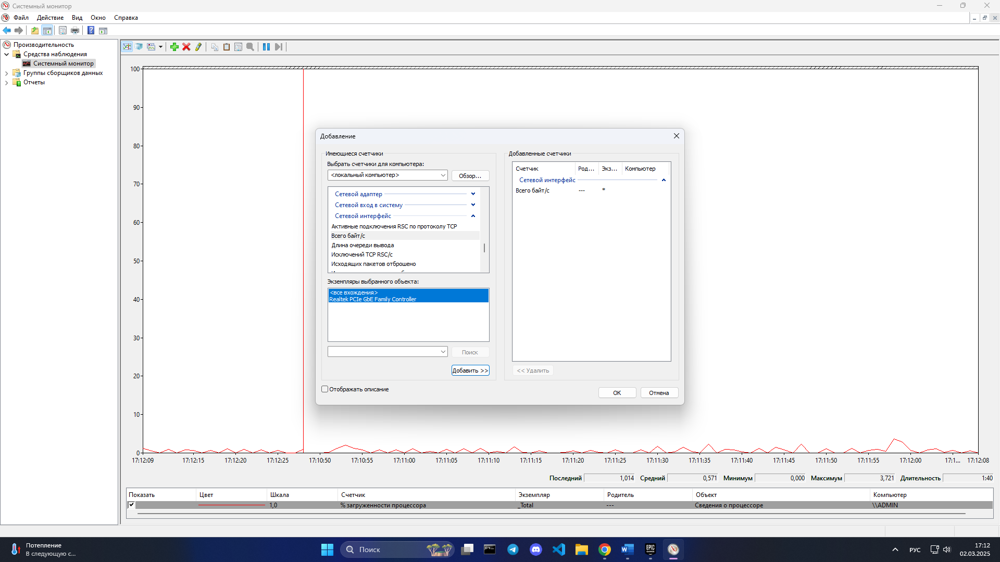 Системный монитор
Файл Действие Вид Окно Справка
Производительность
Средства наблюдения
Системный монитор
Группы сборщиков данных
Отчеты
100
90
80
70
60
50
40
30
20
10
0
17:12:09 17:12:15 17:12:20 17:12:25 17:10:50 17:10:55 17:11:00 17:11:05 17:11:10 17:11:15 17:11:20 17:11:25 17:11:30 17:11:35 17:11:40 17:11:45 17:11:50 17:11:55 17:12:00 17:1... 17:12:08
Добавление
Имеющиеся счетчики
Выбрать счетчики для компьютера:
<локальный компьютер>
Обзор...
Сетевой адаптер
Сетевой вход в систему
Сетевой интерфейс
Активные подключения RSC по протоколу TCP
Всего байт/с
Длина очереди вывода
Исключений TCP RSC/с
Исходящих пакетов отброшено
Экземпляры выбранного объекта:
<все вхождения>
Realtek PCIe GbE Family Controller
Поиск
Добавить >>
Отображать описание
Добавленные счетчики
Счетчик Род... Экз... Компьютер
Сетевой интерфейс
Всего байт/с --- *
<< Удалить
ОК Отмена
Последний 1,014 Средний 0,571 Минимум 0,000 Максимум 3,721 Длительность 1:40
Показать Цвет Шкала Счетчик Экземпляр Родитель Объект Компьютер
1,0 % загруженности процессора _Total --- Сведения о процессоре \\ADMIN
Потепление
В следующую с...
Поиск
EPIC
GAMES
РУС
17:12
02.03.2025